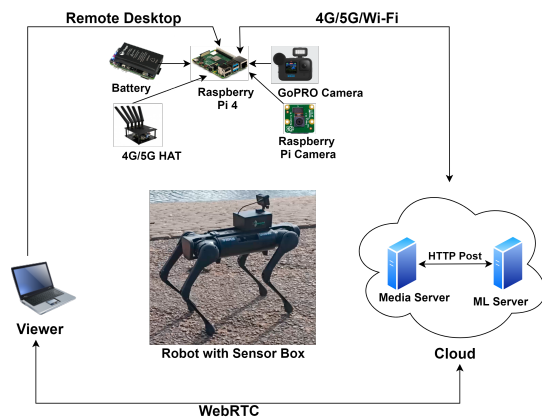 Remote Desktop
4G/5G/Wi-Fi
Battery
Raspberry
Pi 4
GoPRO Camera
4G/5G HAT
Raspberry
Pi Camera
HTTP Post
Media Server
ML Server
Viewer
Robot with Sensor Box
Cloud
WebRTC